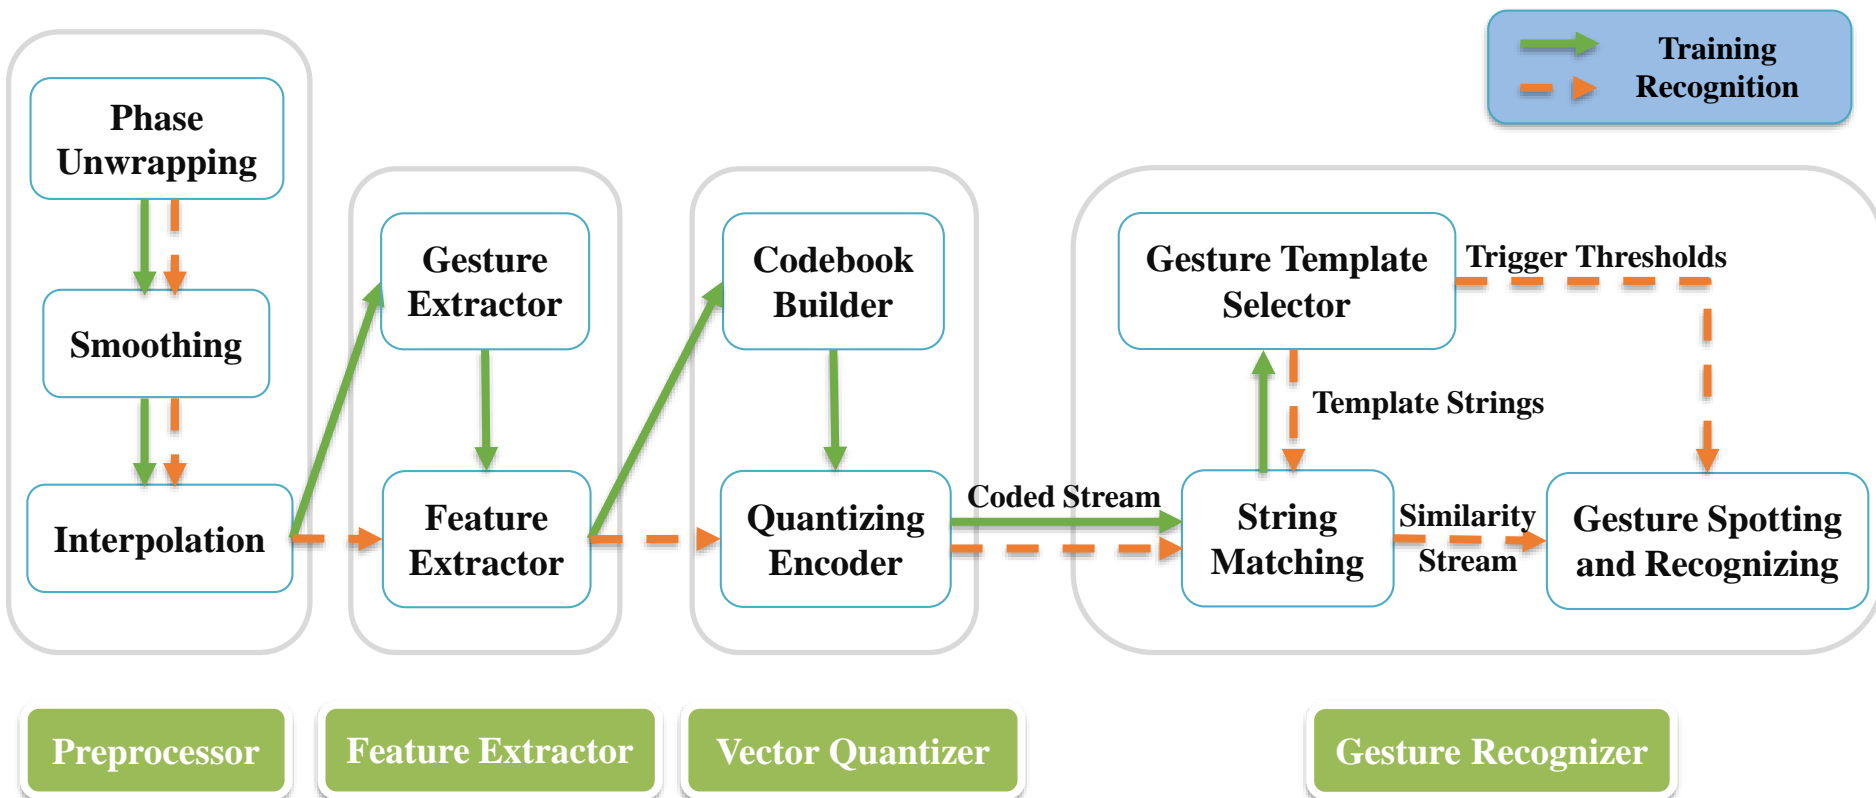 Training
Recognition
Phase
Unwrapping
Smoothing
Interpolation
Gesture
Extractor
Feature
Extractor
Codebook
Builder
Quantizing
Encoder
Coded Stream
Gesture Template
Selector
Trigger Thresholds
Template Strings
String
Matching
Similarity
Stream
Gesture Spotting
and Recognizing
Preprocessor
Feature Extractor
Vector Quantizer
Gesture Recognizer